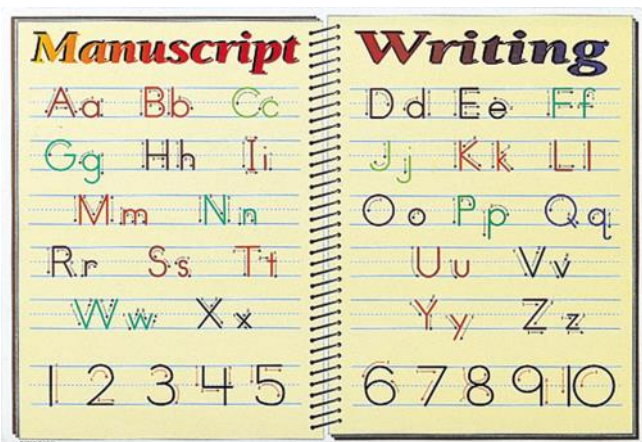 Manuscript Writing
Aa Bb Cc Dd Ee Ff
Gg Hh Ii Jj Kk Ll
Mm Nn Oo Pp Qq
Rr Ss Tt Uu Vv
Ww Xx Yy Zz
1 2 3 4 5 6 7 8 9 10